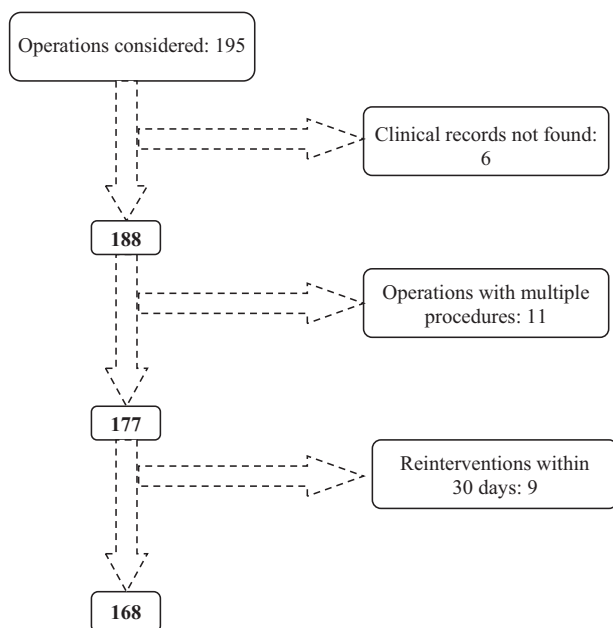 Operations considered: 195
Clinical records not found:
6
188
Operations with multiple
procedures: 11
177
Reinterventions within
30 days: 9
168